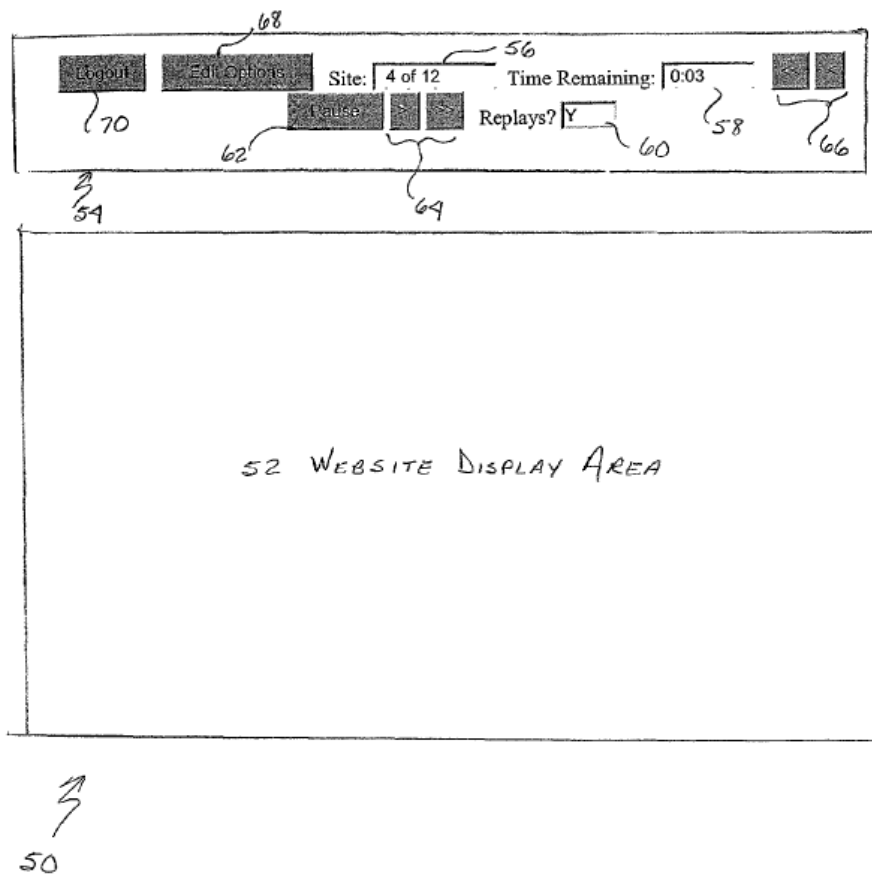 68
56
Logout Edit Options Site: 4 of 12 Time Remaining: 0:03 << <
Pause > >> Replays? Y
70 62 60 58 66
54 64
52 WEBSITE DISPLAY AREA
50